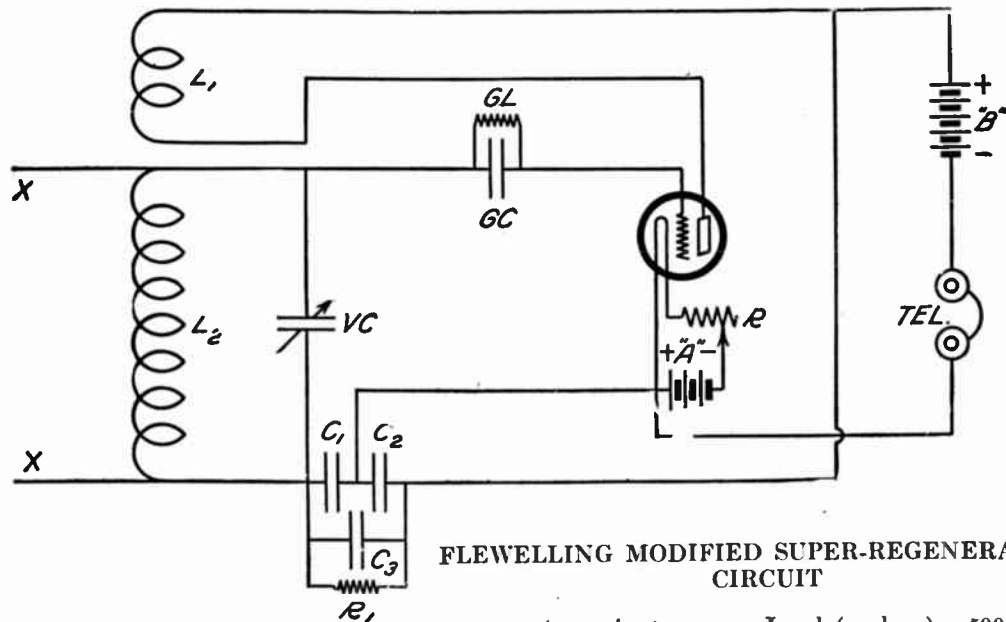 L1
GL
GC
X
L2
VC
+
"B"
-
TEL.
R
+"A"-
X
C1 C2
C3
R1
FLEWELLING MODIFIED SUPER-REGENERA
CIRCUIT